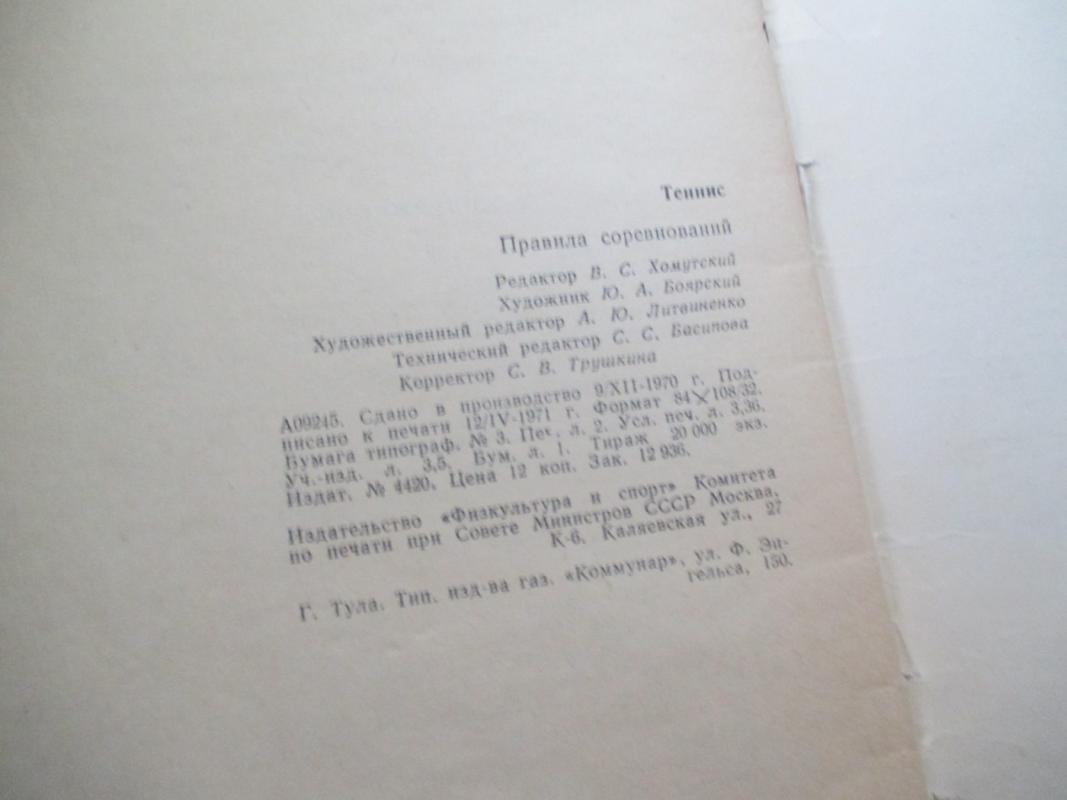 Теннис
Правила соревнований
Редактор В. С. Хомутский
Художник Ю. А. Боярский
Художественный редактор А. Ю. Литвиненко
Технический редактор С. С. Басипова
Корректор С. В. Трушкина
А09245. Сдано в производство 9/XII-1970 г. Под-
писано к печати 12/IV-1971 г. Формат 84×108/32.
Бумага типограф. № 3. Печ. л. 2. Усл. печ. л. 3,36.
Уч.-изд. л. 3,5. Бум. л. 1. Тираж 20 000 экз.
Издат. № 4420. Цена 12 коп. Зак. 12 936.
Издательство «Физкультура и спорт» Комитета
по печати при Совете Министров СССР Москва,
К-6, Каляевская ул., 27
Г. Тула. Тип. изд-ва газ. «Коммунар», ул. Ф. Эн-
гельса, 150.